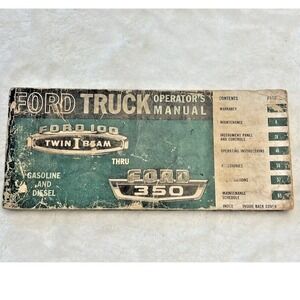 FORD TRUCK OPERATOR'S MANUAL
FORD 100
TWIN I BEAM
THRU
FORD
350
GASOLINE
AND
DIESEL
CONTENTS
WARRANTY
MAINTENANCE
INSTRUMENT PANEL
AND CONTROLS
OPERATING INSTRUCTIONS
MAINTENANCE
SCHEDULE
INDEX INSIDE BACK COVER